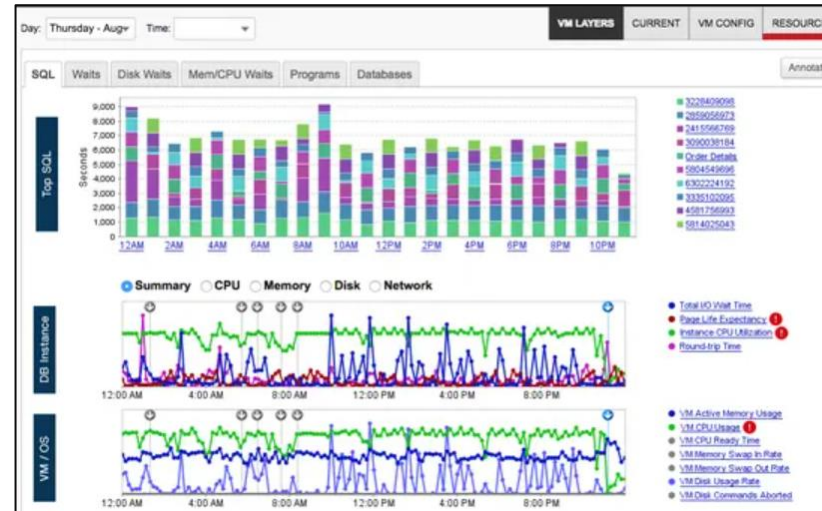 Day: Thursday - Aug Time:
VM LAYERS CURRENT VM CONFIG RESOURC
SQL Waits Disk Waits Mem/CPU Waits Programs Databases
Annotat
Top SQL
Seconds
9,000
8,000
7,000
6,000
5,000
4,000
3,000
2,000
1,000
0
12AM 2AM 4AM 6AM 8AM 10AM 12PM 2PM 4PM 6PM 8PM 10PM
3228409098
2859056973
2415566769
3090038184
Order Details
5804549696
6302224192
3335102095
4581756993
5814025043
Summary CPU Memory Disk Network
DB Instance
12:00 AM 4:00 AM 8:00 AM 12:00 PM 4:00 PM 8:00 PM
Total I/O Wait Time
Page Life Expectancy !
Instance CPU Utilization !
Round-trip Time
VM / OS
12:00 AM 4:00 AM 8:00 AM 12:00 PM 4:00 PM 8:00 PM
VM Active Memory Usage
VM CPU Usage !
VM CPU Ready Time
VM Memory Swap In Rate
VM Memory Swap Out Rate
VM Disk Usage Rate
VM Disk Commands Aborted